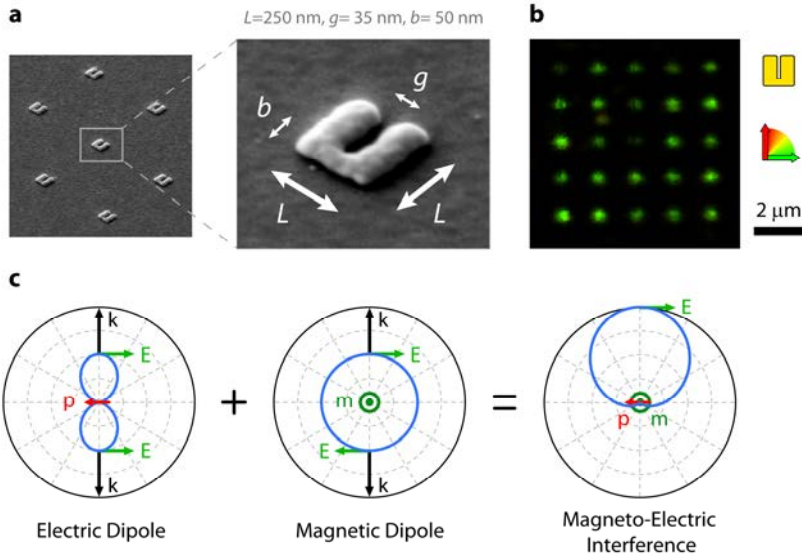 a
L=250 nm, g= 35 nm, b= 50 nm
b
g
b
L
L
2 μm
c
k
E
p
E
k
+
k
E
m
E
k
=
E
p
m
Electric Dipole
Magnetic Dipole
Magneto-Electric
Interference